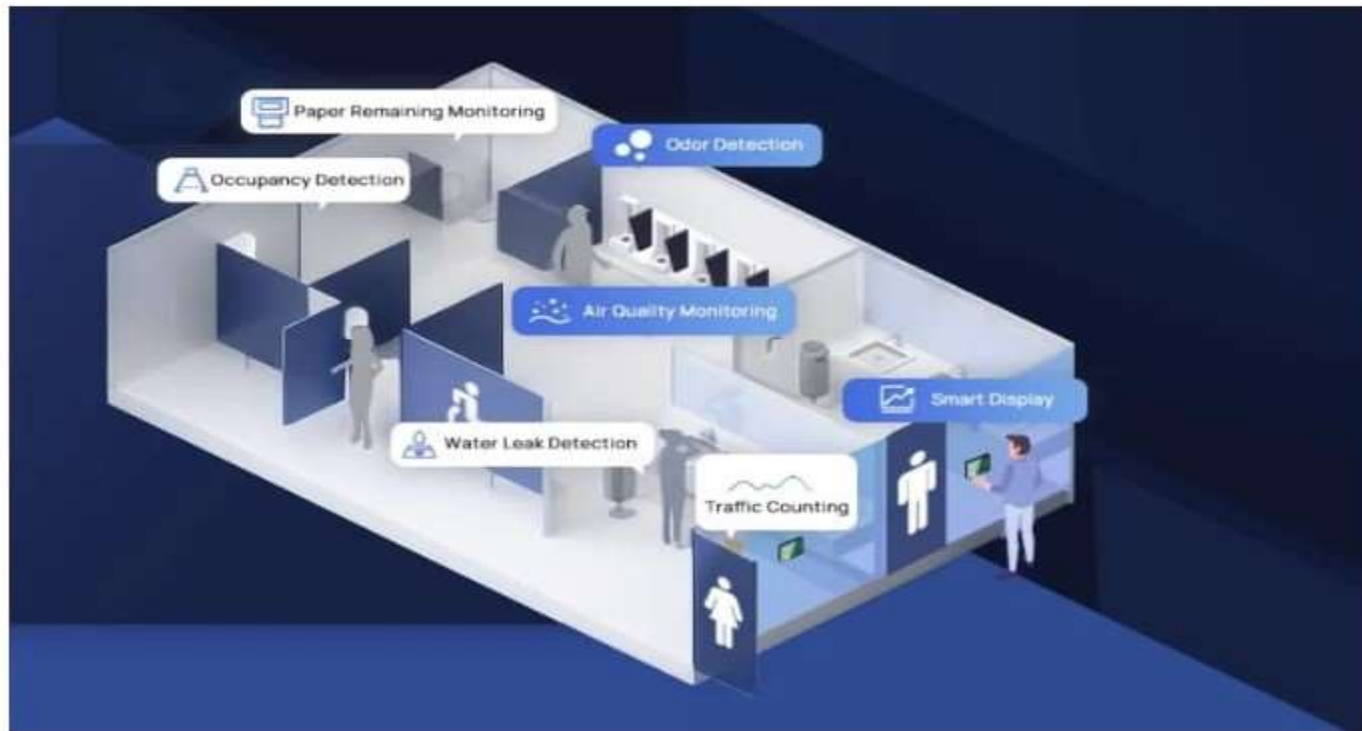 Paper Remaining Monitoring
Odor Detection
Occupancy Detection
Air Quality Monitoring
Smart Display
Water Leak Detection
Traffic Counting